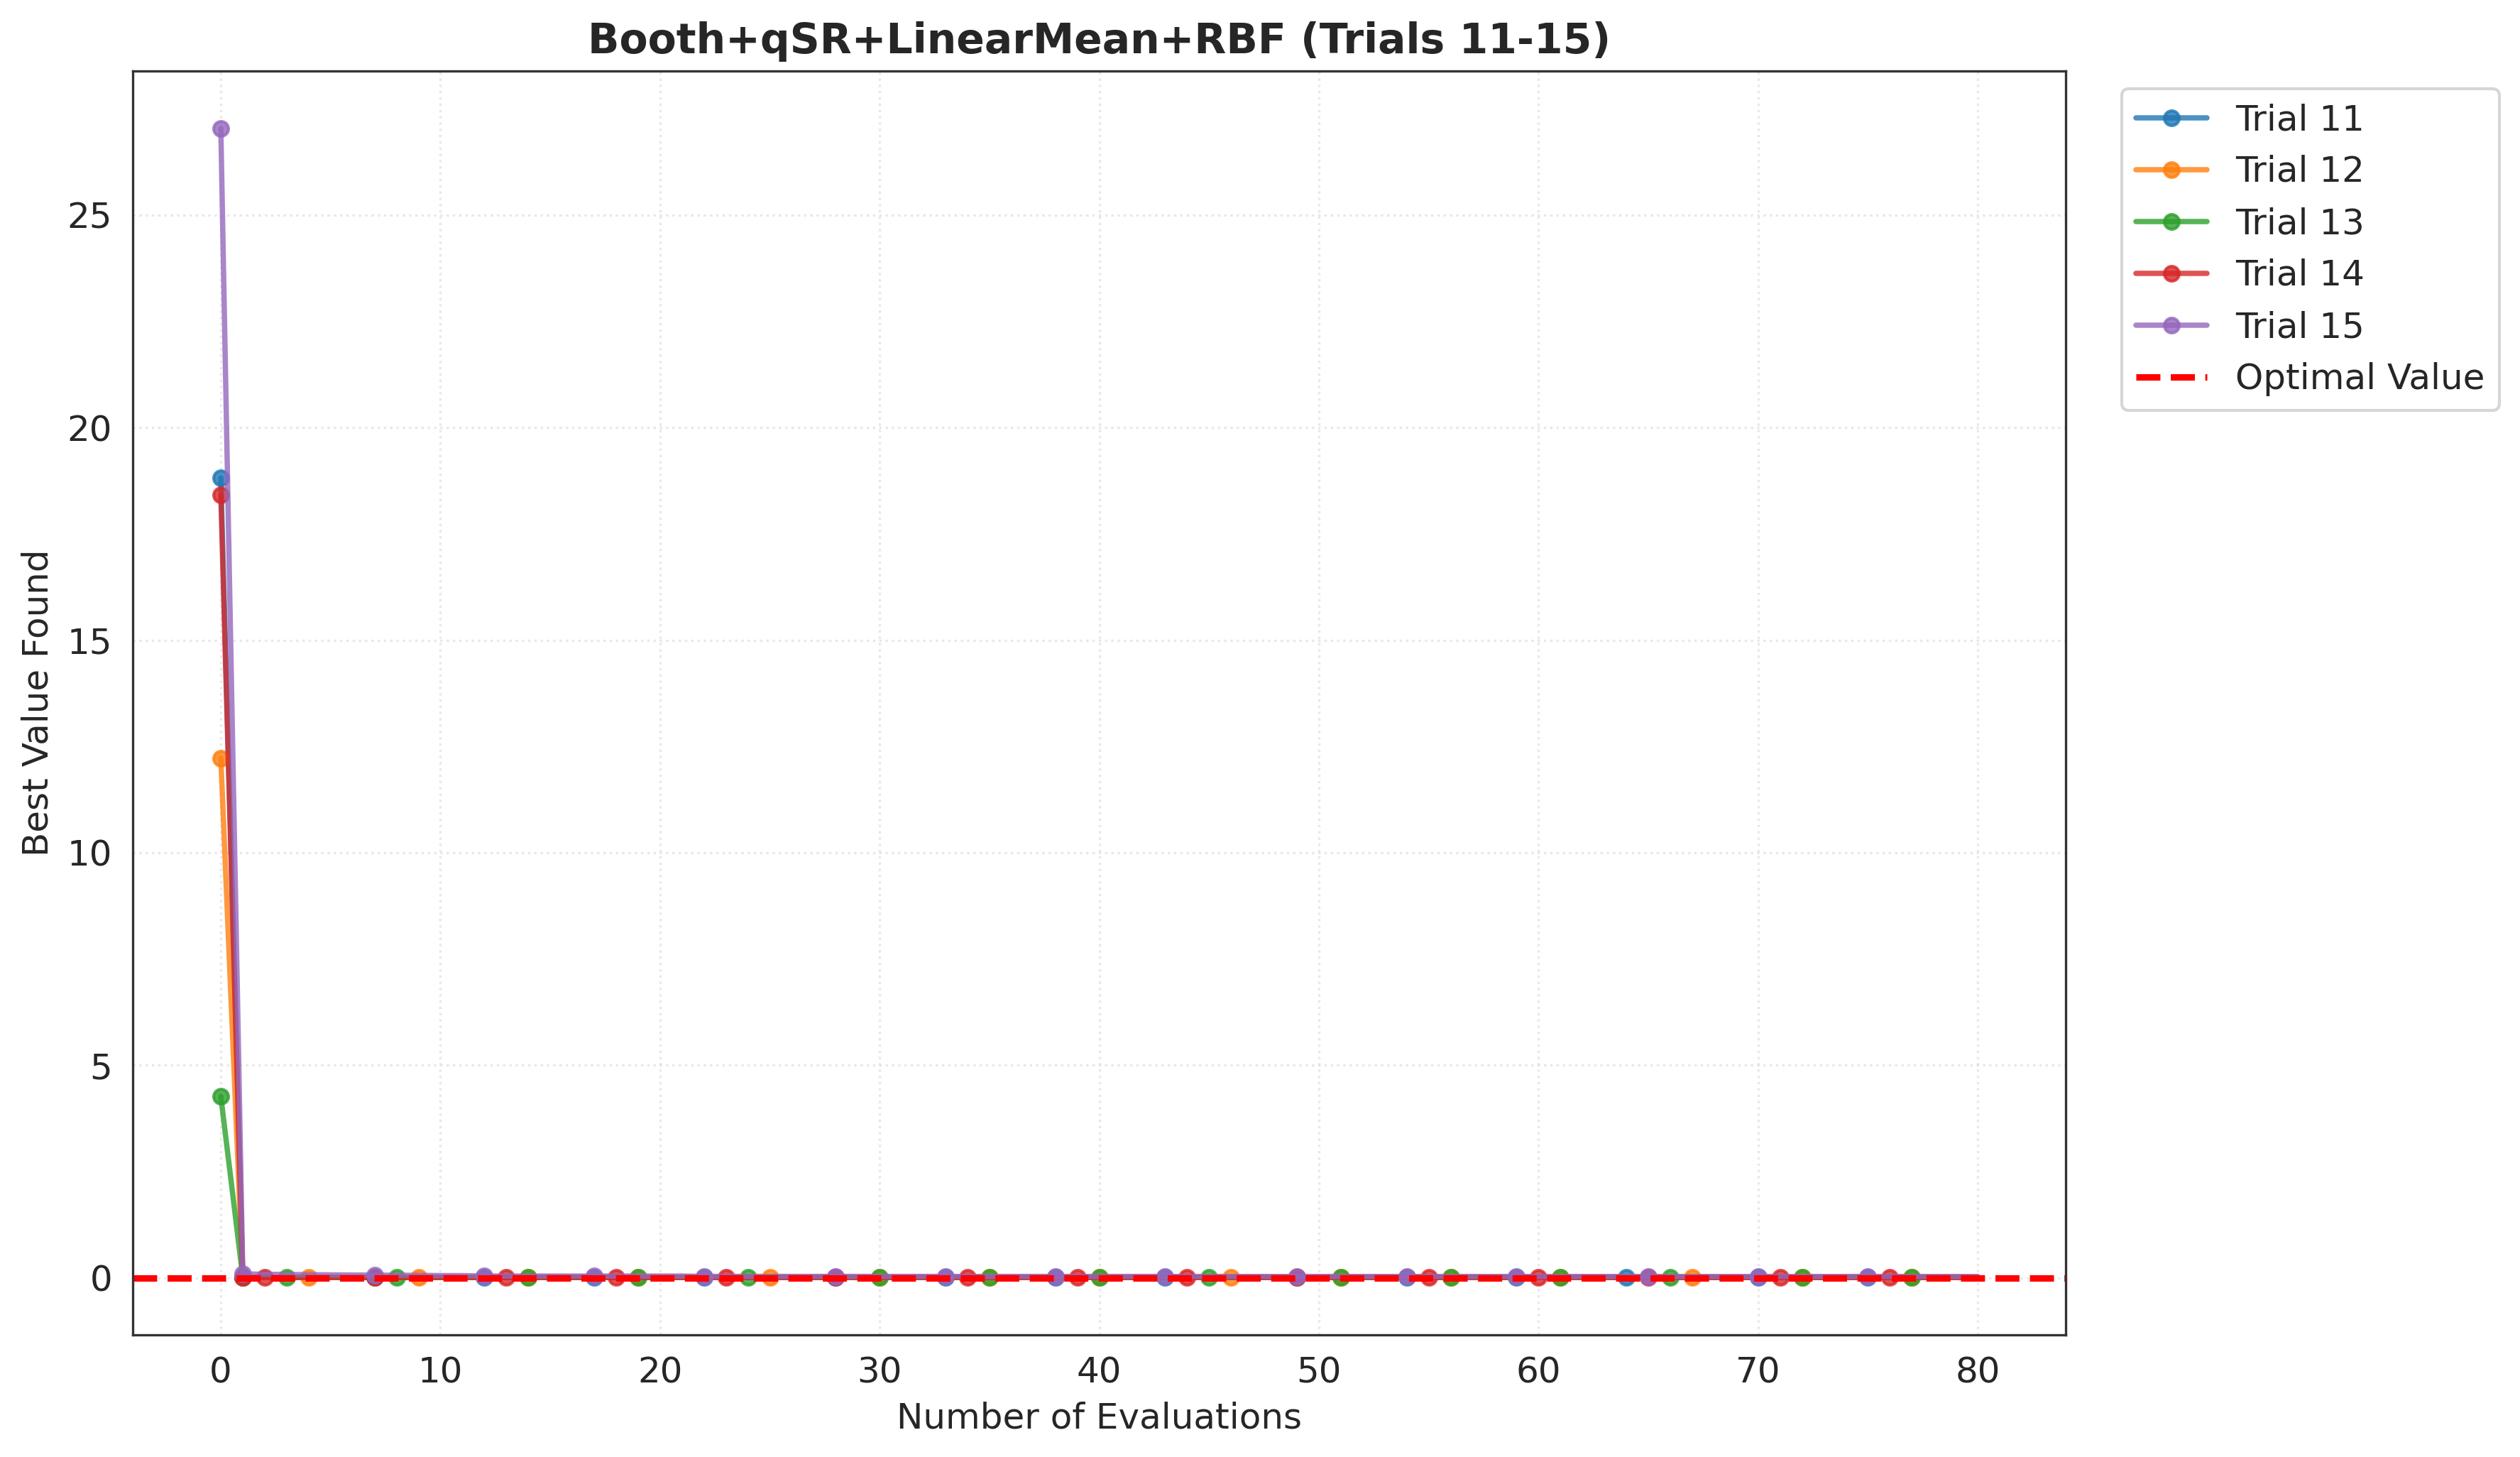 Booth+qSR+LinearMean+RBF (Trials 11-15)
Trial 11
Trial 12
Trial 13
Trial 14
Trial 15
Optimal Value
Best Value Found
25
20
15
10
5
0
0 10 20 30 40 50 60 70 80
Number of Evaluations